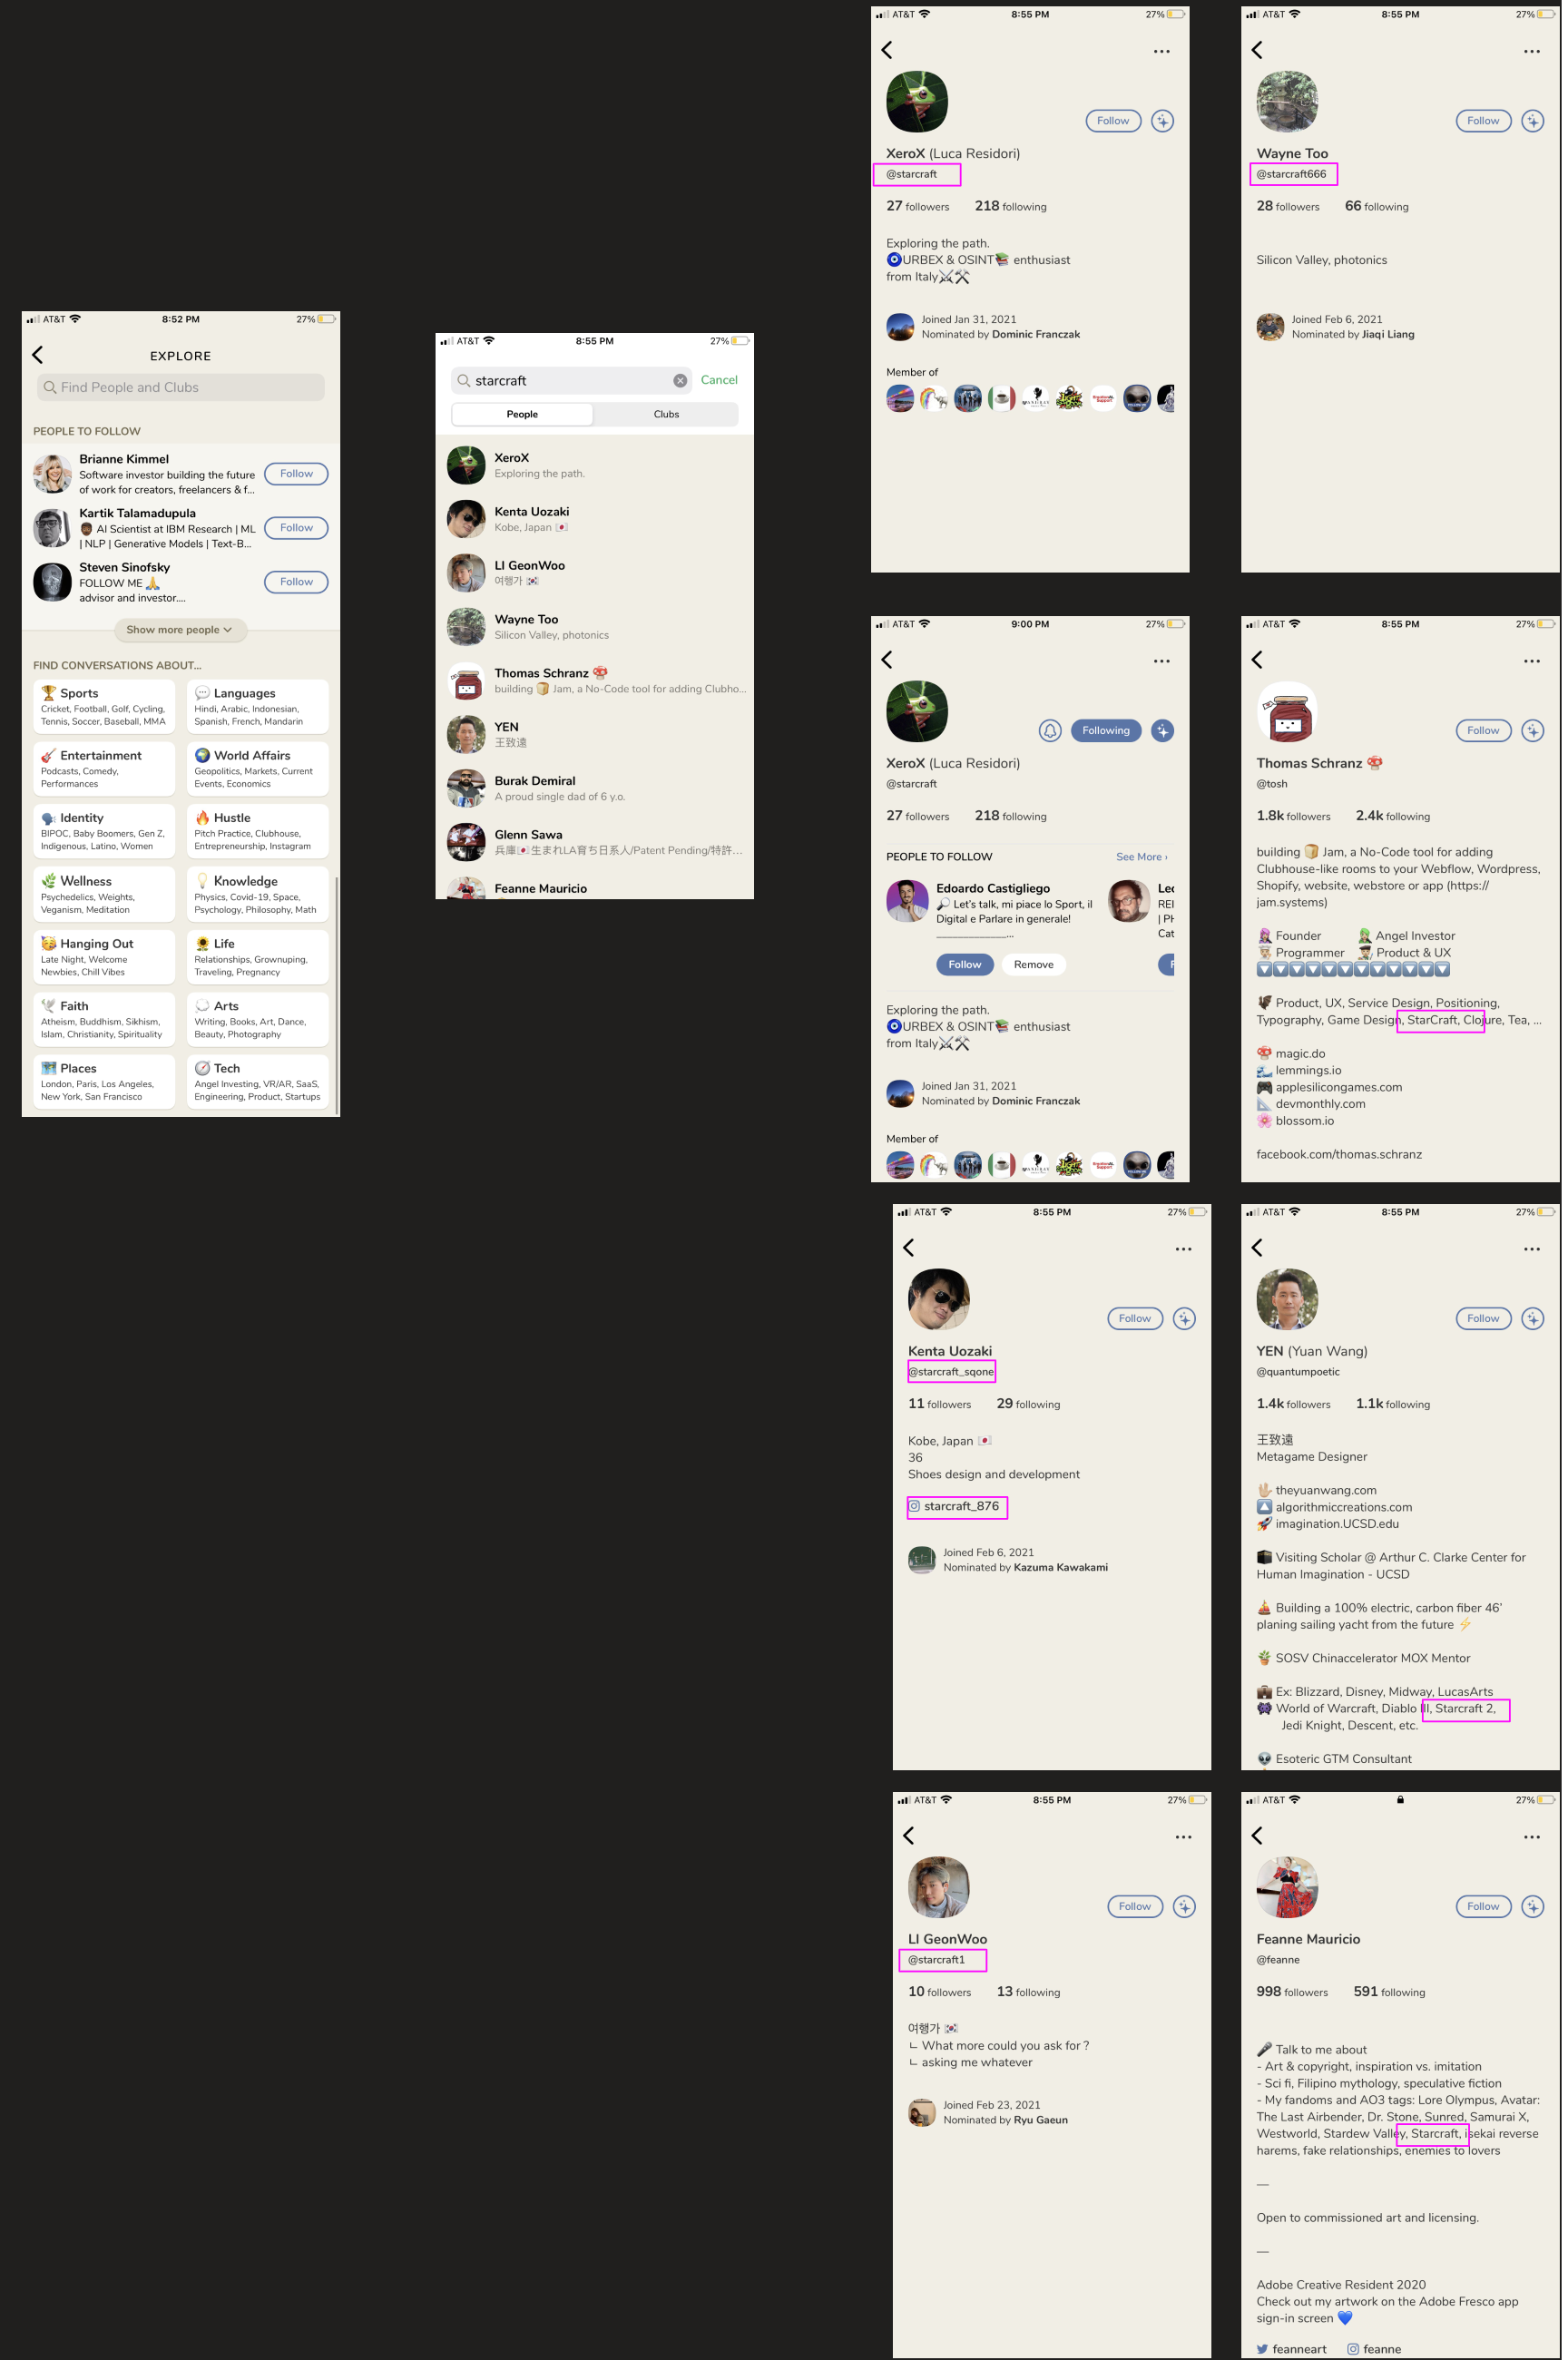 AT&T 8:52 PM 27%
EXPLORE
Find People and Clubs
PEOPLE TO FOLLOW
Brianne Kimmel
Software investor building the future
of work for creators, freelancers & f...
Follow
Kartik Talamadupula
AI Scientist at IBM Research | ML
| NLP | Generative Models | Text-B...
Follow
Steven Sinofsky
FOLLOW ME 🙏
advisor and investor....
Follow
Show more people
FIND CONVERSATIONS ABOUT...
🏆 Sports
Cricket, Football, Golf, Cycling,
Tennis, Soccer, Baseball, MMA
💬 Languages
Hindi, Arabic, Indonesian,
Spanish, French, Mandarin
🎸 Entertainment
Podcasts, Comedy,
Performances
🌍 World Affairs
Geopolitics, Markets, Current
Events, Economics
🗣 Identity
BIPOC, Baby Boomers, Gen Z,
Indigenous, Latino, Women
🔥 Hustle
Pitch Practice, Clubhouse,
Entrepreneurship, Instagram
🌿 Wellness
Psychedelics, Weights,
Veganism, Meditation
💡 Knowledge
Physics, Covid-19, Space,
Psychology, Philosophy, Math
🥳 Hanging Out
Late Night, Welcome
Newbies, Chill Vibes
🌻 Life
Relationships, Grownuping,
Traveling, Pregnancy
🕊 Faith
Atheism, Buddhism, Sikhism,
Islam, Christianity, Spirituality
💭 Arts
Writing, Books, Art, Dance,
Beauty, Photography
🗺 Places
London, Paris, Los Angeles,
New York, San Francisco
🧭 Tech
Angel Investing, VR/AR, SaaS,
Engineering, Product, Startups
AT&T 8:55 PM 27%
starcraft
Cancel
People
Clubs
XeroX
Exploring the path.
Kenta Uozaki
Kobe, Japan 🇯🇵
LI GeonWoo
여행가 🇰🇷
Wayne Too
Silicon Valley, photonics
Thomas Schranz 🍄
building 🍞 Jam, a No-Code tool for adding Clubho...
YEN
王致遠
Burak Demiral
A proud single dad of 6 y.o.
Glenn Sawa
兵庫🇯🇵生まれLA育ち日系人/Patent Pending/特許...
Feanne Mauricio
AT&T 8:55 PM 27%
Follow
XeroX (Luca Residori)
@starcraft
27 followers 218 following
Exploring the path.
🧿URBEX & OSINT📚 enthusiast
from Italy⚔⚒
Joined Jan 31, 2021
Nominated by Dominic Franczak
Member of
AT&T 8:55 PM 27%
Follow
Wayne Too
@starcraft666
28 followers 66 following
Silicon Valley, photonics
Joined Feb 6, 2021
Nominated by Jiaqi Liang
AT&T 9:00 PM 27%
Following
XeroX (Luca Residori)
@starcraft
27 followers 218 following
PEOPLE TO FOLLOW
See More ›
Edoardo Castigliego
🔎 Let's talk, mi piace lo Sport, il
Digital e Parlare in generale!
_______________...
Follow
Remove
Lec
REI
| PH
Cat
F
Exploring the path.
🧿URBEX & OSINT📚 enthusiast
from Italy⚔⚒
Joined Jan 31, 2021
Nominated by Dominic Franczak
Member of
AT&T 8:55 PM 27%
Follow
Thomas Schranz 🍄
@tosh
1.8k followers 2.4k following
building 🍞 Jam, a No-Code tool for adding
Clubhouse-like rooms to your Webflow, Wordpress,
Shopify, website, webstore or app (https://
jam.systems)
Founder Angel Investor
Programmer Product & UX
🔽🔽🔽🔽🔽🔽🔽🔽🔽🔽🔽🔽
Product, UX, Service Design, Positioning,
Typography, Game Design, StarCraft, Clojure, Tea, ...
🍄 magic.do
🌊 lemmings.io
🎮 applesilicongames.com
📐 devmonthly.com
🌸 blossom.io
facebook.com/thomas.schranz
AT&T 8:55 PM 27%
Follow
Kenta Uozaki
@starcraft_sqone
11 followers 29 following
Kobe, Japan 🇯🇵
36
Shoes design and development
starcraft_876
Joined Feb 6, 2021
Nominated by Kazuma Kawakami
AT&T 8:55 PM 27%
Follow
YEN (Yuan Wang)
@quantumpoetic
1.4k followers 1.1k following
王致遠
Metagame Designer
🖖 theyuanwang.com
🔼 algorithmiccreations.com
🚀 imagination.UCSD.edu
Visiting Scholar @ Arthur C. Clarke Center for
Human Imagination - UCSD
Building a 100% electric, carbon fiber 46'
planing sailing yacht from the future ⚡
SOSV Chinaccelerator MOX Mentor
💼 Ex: Blizzard, Disney, Midway, LucasArts
👾 World of Warcraft, Diablo III, Starcraft 2,
Jedi Knight, Descent, etc.
👽 Esoteric GTM Consultant
AT&T 8:55 PM 27%
Follow
LI GeonWoo
@starcraft1
10 followers 13 following
여행가 🇰🇷
ㄴ What more could you ask for ?
ㄴ asking me whatever
Joined Feb 23, 2021
Nominated by Ryu Gaeun
AT&T 27%
Follow
Feanne Mauricio
@feanne
998 followers 591 following
🎤 Talk to me about
- Art & copyright, inspiration vs. imitation
- Sci fi, Filipino mythology, speculative fiction
- My fandoms and AO3 tags: Lore Olympus, Avatar:
The Last Airbender, Dr. Stone, Sunred, Samurai X,
Westworld, Stardew Valley, Starcraft, isekai reverse
harems, fake relationships, enemies to lovers
—
Open to commissioned art and licensing.
—
Adobe Creative Resident 2020
Check out my artwork on the Adobe Fresco app
sign-in screen 💙
feanneart feanne